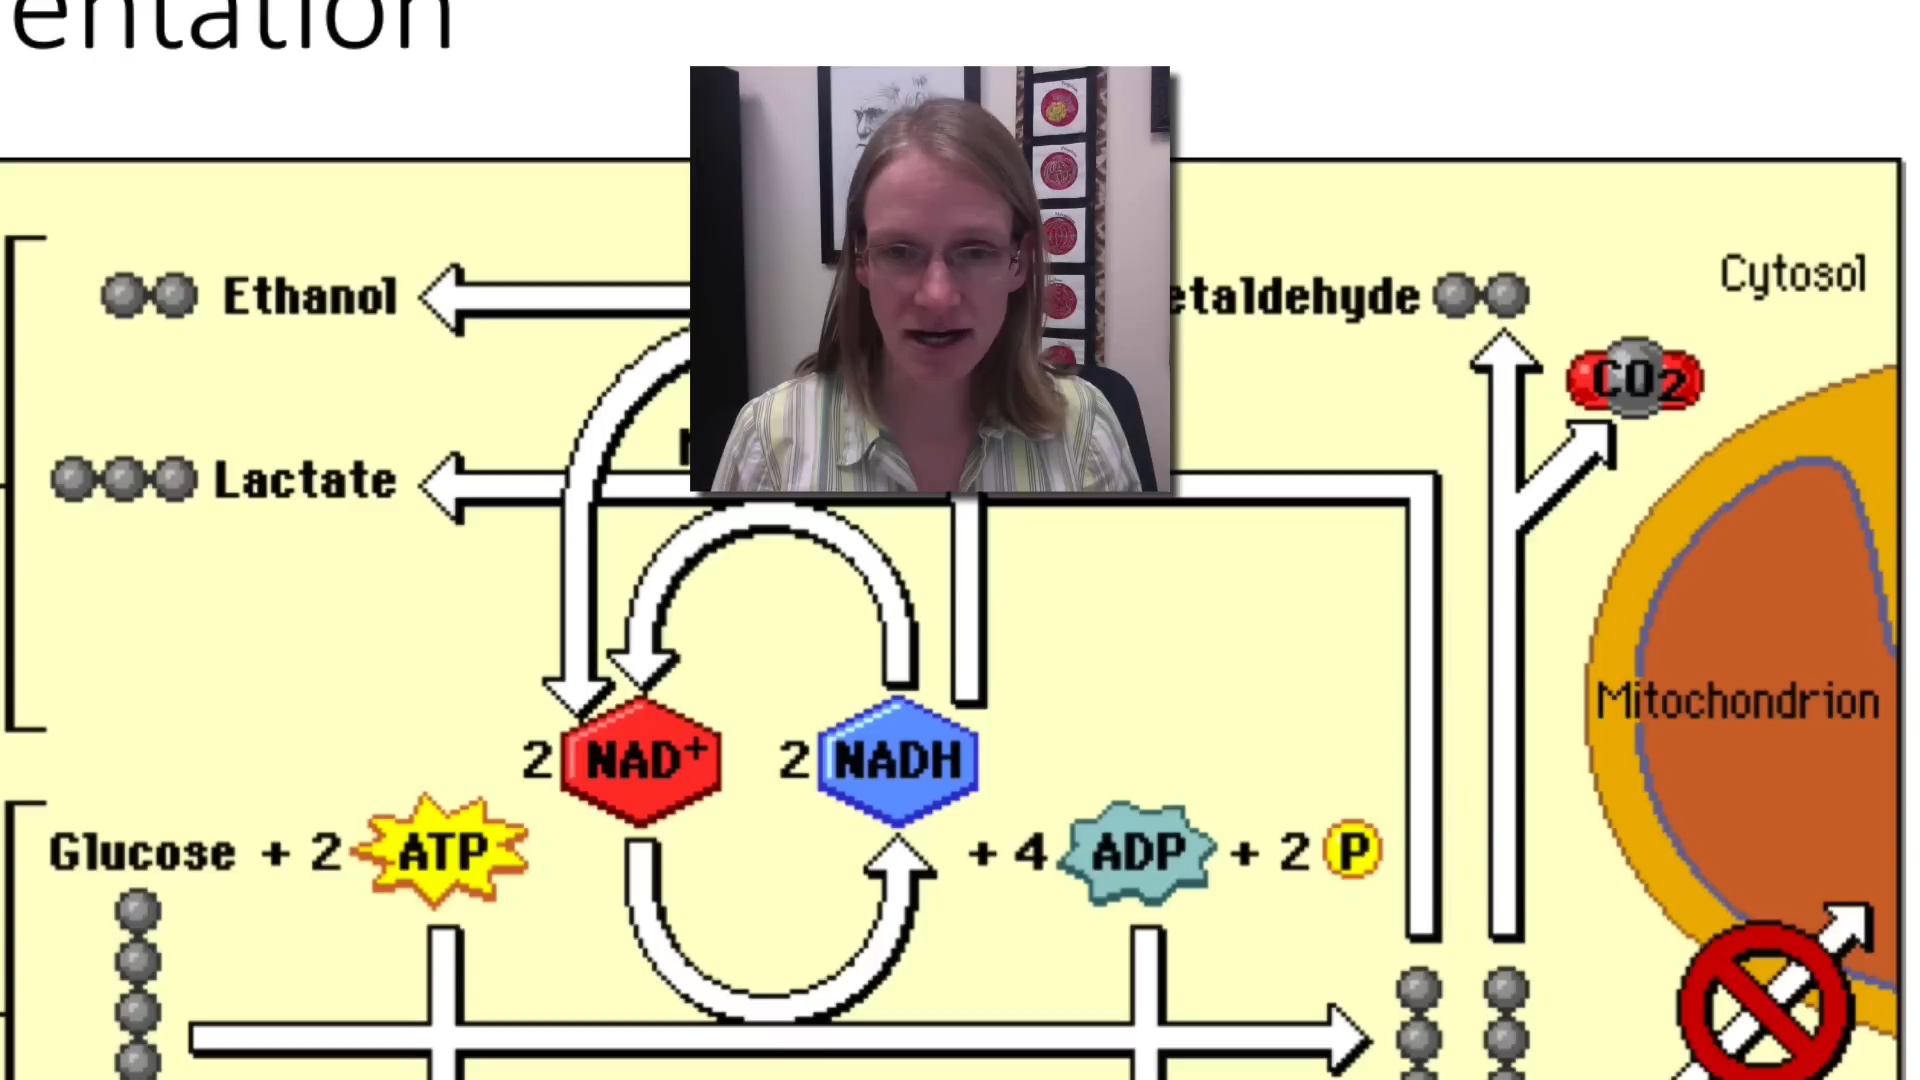 entation
Ethanol
etaldehyde
Cytosol
CO2
Lactate
Mitochondrion
2 NAD+ 2 NADH
Glucose + 2 ATP + 4 ADP + 2 P